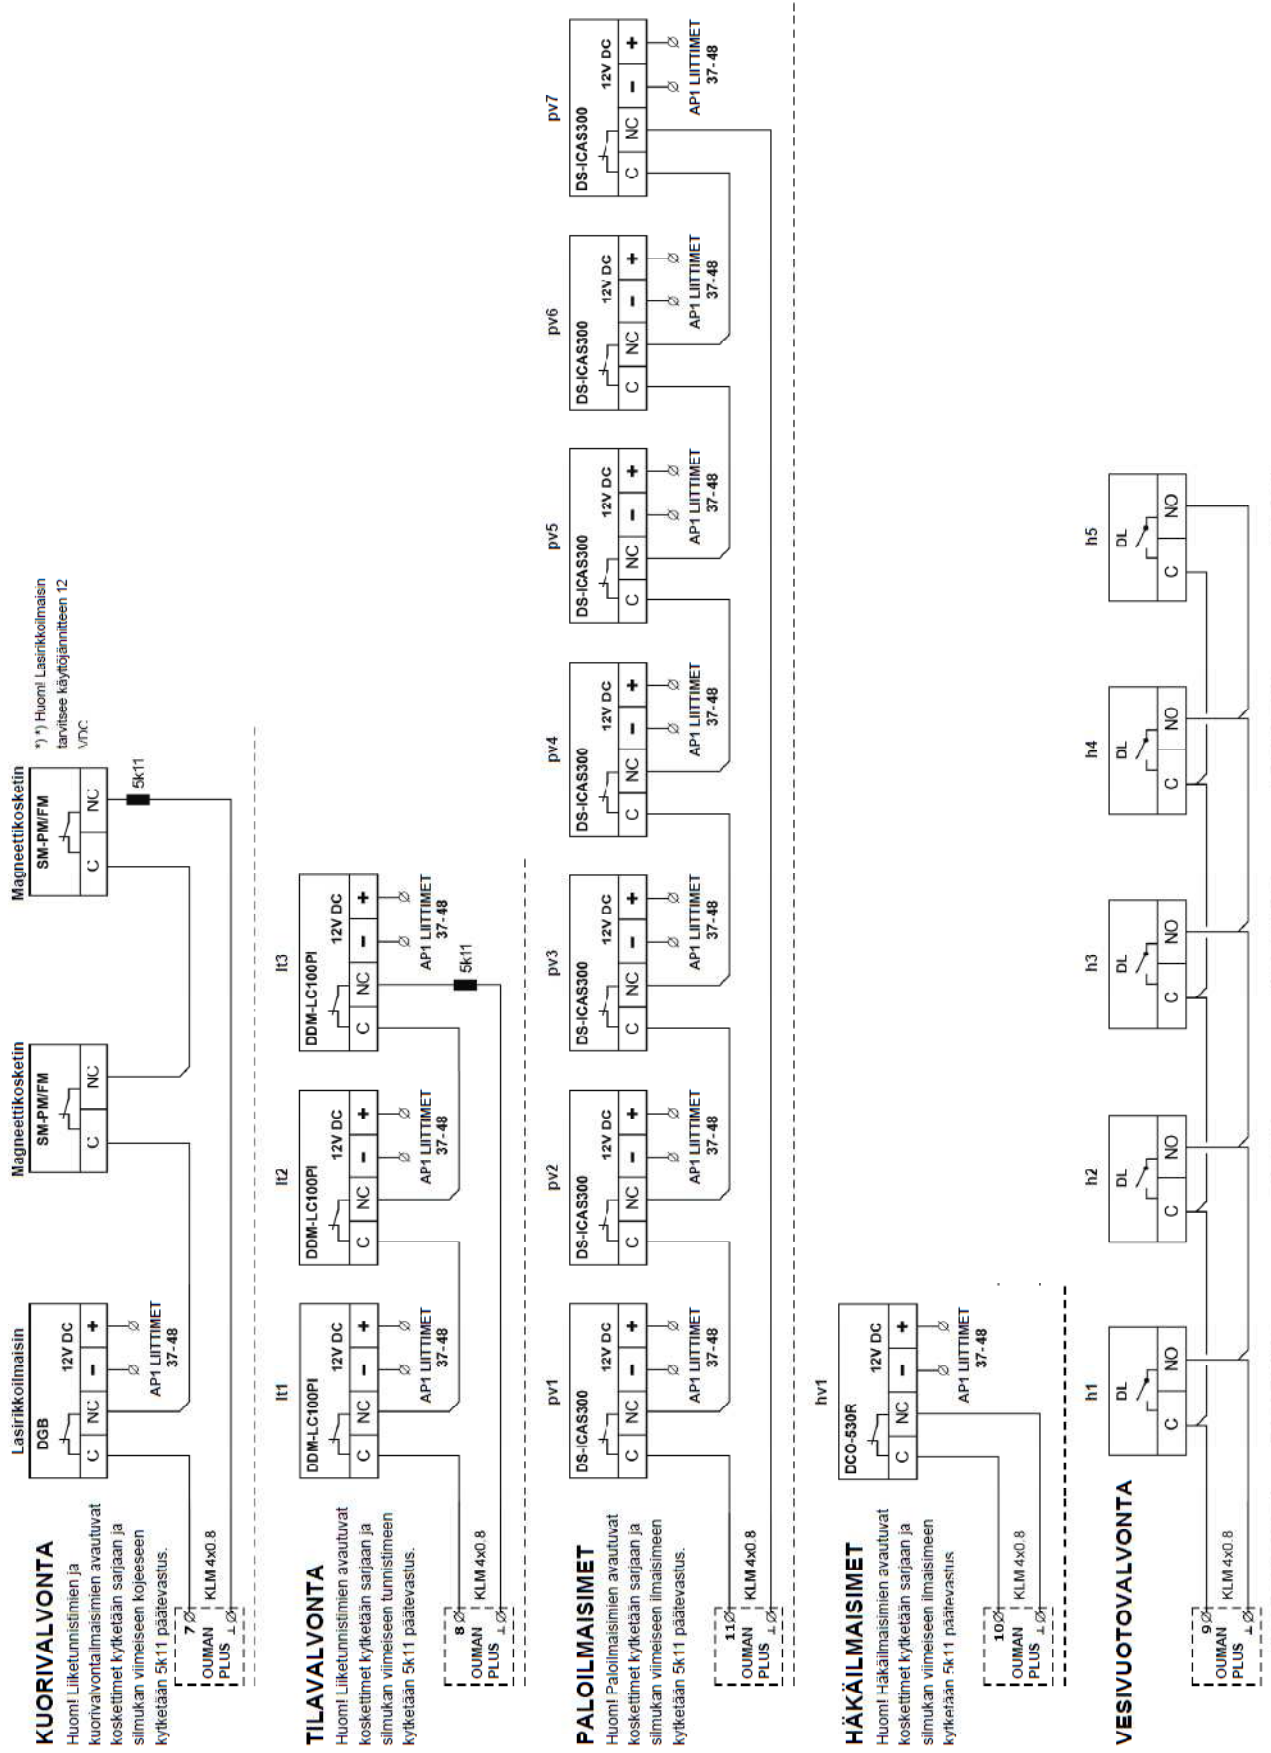 KUORIVALVONTA
Huom! Liiketunnistimien ja
kuorivalvontailmaisimien avautuvat
koskettimet kytketään sarjaan ja
silmukan viimeiseen kojeeseen
kytketään 5k11 päätevastus.
7
OUMAN
PLUS
KLM 4x0.8
Lasirikkoilmaisin
DGB
12V DC
C NC − +
AP1 LIITTIMET
37-48
Magneettikosketin
SM-PM/FM
C NC
Magneettikosketin
SM-PM/FM
C NC
5k11
*) *) Huom! Lasirikkoilmaisin
tarvitsee käyttöjännitteen 12
VDC
TILAVALVONTA
Huom! Liiketunnistimien avautuvat
koskettimet kytketään sarjaan ja
silmukan viimeiseen tunnistimeen
kytketään 5k11 päätevastus.
8
OUMAN
PLUS
KLM 4x0.8
lt1
DDM-LC100PI
12V DC
C NC − +
AP1 LIITTIMET
37-48
lt2
DDM-LC100PI
12V DC
C NC − +
AP1 LIITTIMET
37-48
lt3
DDM-LC100PI
12V DC
C NC − +
AP1 LIITTIMET
37-48
5k11
PALOILMAISIMET
Huom! Paloilmaisimien avautuvat
koskettimet kytketään sarjaan ja
silmukan viimeiseen ilmaisimeen
kytketään 5k11 päätevastus.
11
OUMAN
PLUS
KLM 4x0.8
pv1
DS-ICAS300
12V DC
C NC − +
AP1 LIITTIMET
37-48
pv2
DS-ICAS300
12V DC
C NC − +
AP1 LIITTIMET
37-48
pv3
DS-ICAS300
12V DC
C NC − +
AP1 LIITTIMET
37-48
pv4
DS-ICAS300
12V DC
C NC − +
AP1 LIITTIMET
37-48
pv5
DS-ICAS300
12V DC
C NC − +
AP1 LIITTIMET
37-48
pv6
DS-ICAS300
12V DC
C NC − +
AP1 LIITTIMET
37-48
pv7
DS-ICAS300
12V DC
C NC − +
AP1 LIITTIMET
37-48
HÄKÄILMAISIMET
Huom! Häkäilmaisimien avautuvat
koskettimet kytketään sarjaan ja
silmukan viimeiseen ilmaisimeen
kytketään 5k11 päätevastus.
10
OUMAN
PLUS
KLM 4x0.8
hv1
DCO-530R
12V DC
C NC − +
AP1 LIITTIMET
37-48
VESIVUOTOVALVONTA
9
OUMAN
PLUS
KLM 4x0.8
h1
DL
C NO
h2
DL
C NO
h3
DL
C NO
h4
DL
C NO
h5
DL
C NO